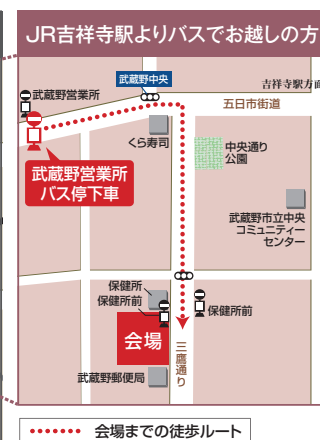 JR吉祥寺駅よりバスでお越しの方
武蔵野中央
吉祥寺駅方面
武蔵野営業所
五日市街道
くら寿司
中央通り
公園
武蔵野営業所
バス停下車
武蔵野市立中央
コミュニティー
センター
保健所
保健所前
保健所前
会場
三鷹通り
武蔵野郵便局
会場までの徒歩ルート